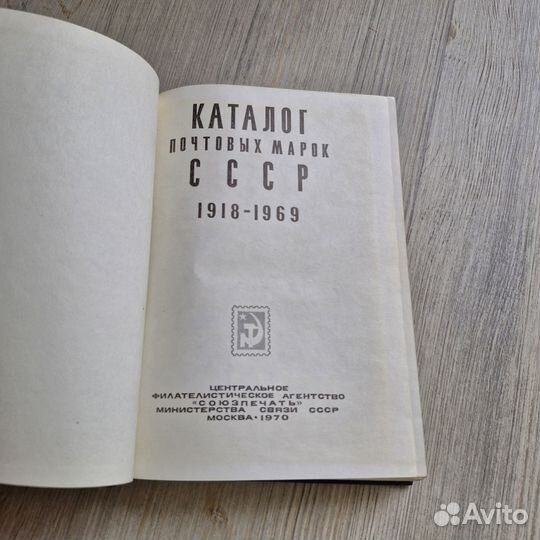 КАТАЛОГ
ПОЧТОВЫХ МАРОК
СССР
1918-1969
ЦЕНТРАЛЬНОЕ
ФИЛАТЕЛИСТИЧЕСКОЕ АГЕНТСТВО
«СОЮЗПЕЧАТЬ»
МИНИСТЕРСТВА СВЯЗИ СССР
МОСКВА · 1970
Avito